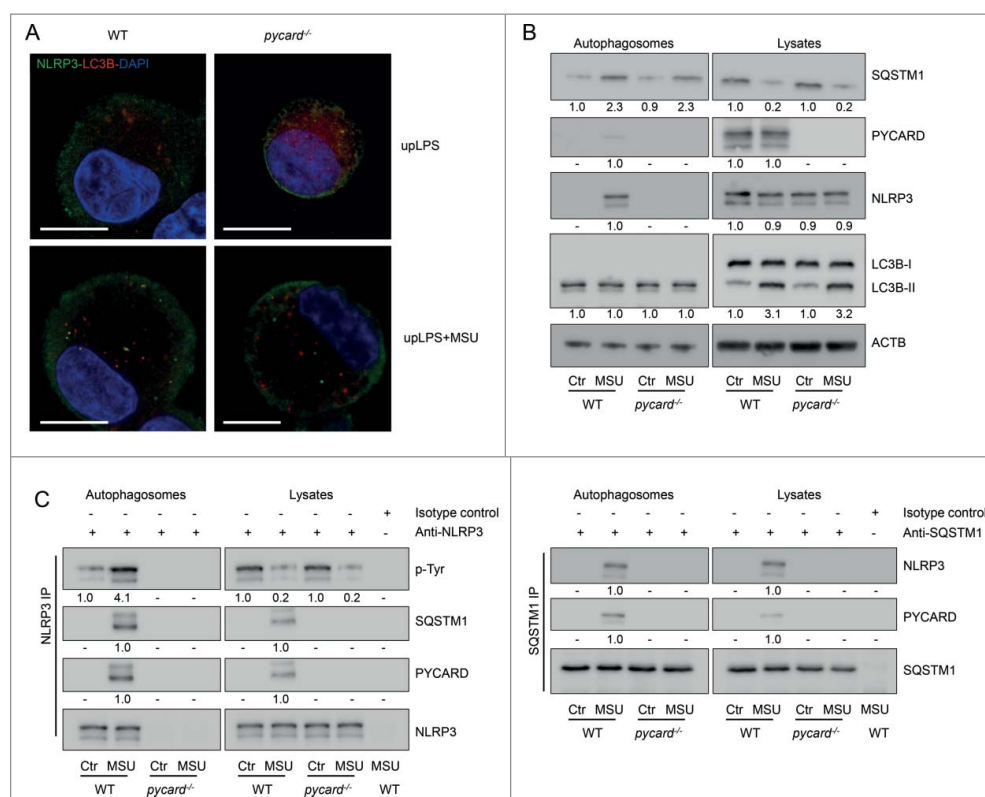 A
WT pycard-/-
NLRP3-LC3B-DAPI
upLPS
upLPS+MSU
B
Autophagosomes Lysates
SQSTM1
1.0 2.3 0.9 2.3 1.0 0.2 1.0 0.2
PYCARD
- 1.0 - - 1.0 1.0 - -
NLRP3
- 1.0 - - 1.0 0.9 0.9 0.9
LC3B-I
LC3B-II
1.0 1.0 1.0 1.0 1.0 3.1 1.0 3.2
ACTB
Ctr MSU Ctr MSU Ctr MSU Ctr MSU
WT pycard-/- WT pycard-/-
C
Autophagosomes Lysates
- - - - - - - - + Isotype control
+ + + + + + + + - Anti-NLRP3
NLRP3 IP
p-Tyr
1.0 4.1 - - 1.0 0.2 1.0 0.2 -
SQSTM1
- 1.0 - - - 1.0 - - -
PYCARD
- 1.0 - - - 1.0 - - -
NLRP3
Ctr MSU Ctr MSU Ctr MSU Ctr MSU MSU
WT pycard-/- WT pycard-/- WT
Autophagosomes Lysates
- - - - - - - - + Isotype control
+ + + + + + + + - Anti-SQSTM1
SQSTM1 IP
NLRP3
- 1.0 - - - 1.0 - - -
PYCARD
- 1.0 - - - 1.0 - - -
SQSTM1
Ctr MSU Ctr MSU Ctr MSU Ctr MSU MSU
WT pycard-/- WT pycard-/- WT